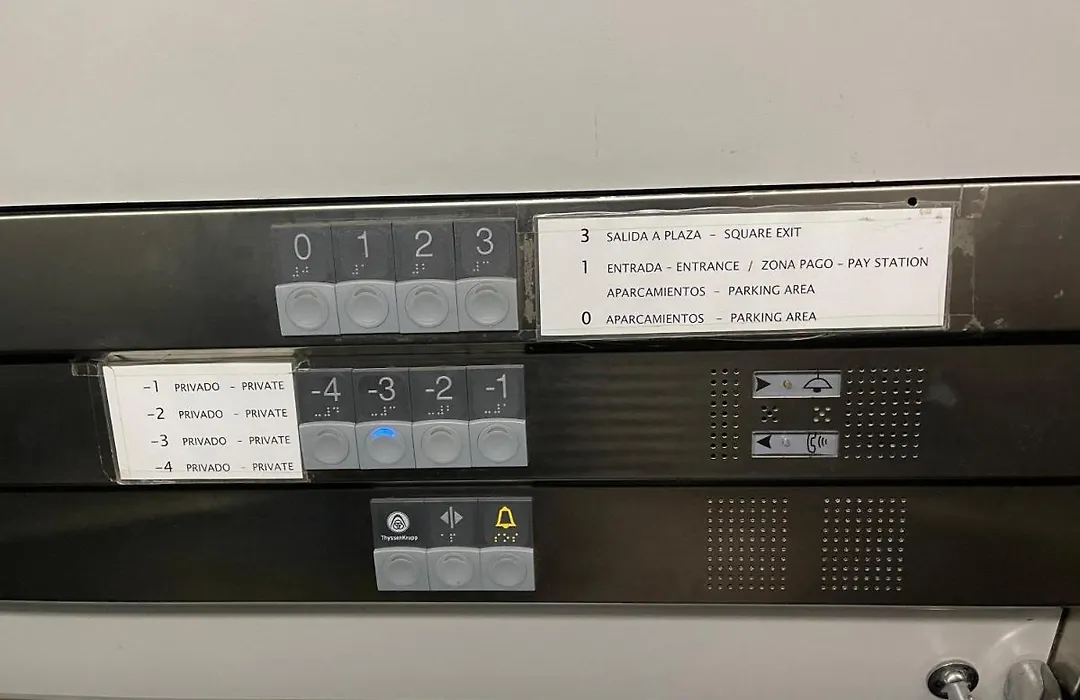 0 1 2 3
3 SALIDA A PLAZA - SQUARE EXIT
1 ENTRADA - ENTRANCE / ZONA PAGO - PAY STATION
APARCAMIENTOS - PARKING AREA
0 APARCAMIENTOS - PARKING AREA
-1 PRIVADO - PRIVATE
-2 PRIVADO - PRIVATE
-3 PRIVADO - PRIVATE
-4 PRIVADO - PRIVATE
-4 -3 -2 -1
ThyssenKrupp